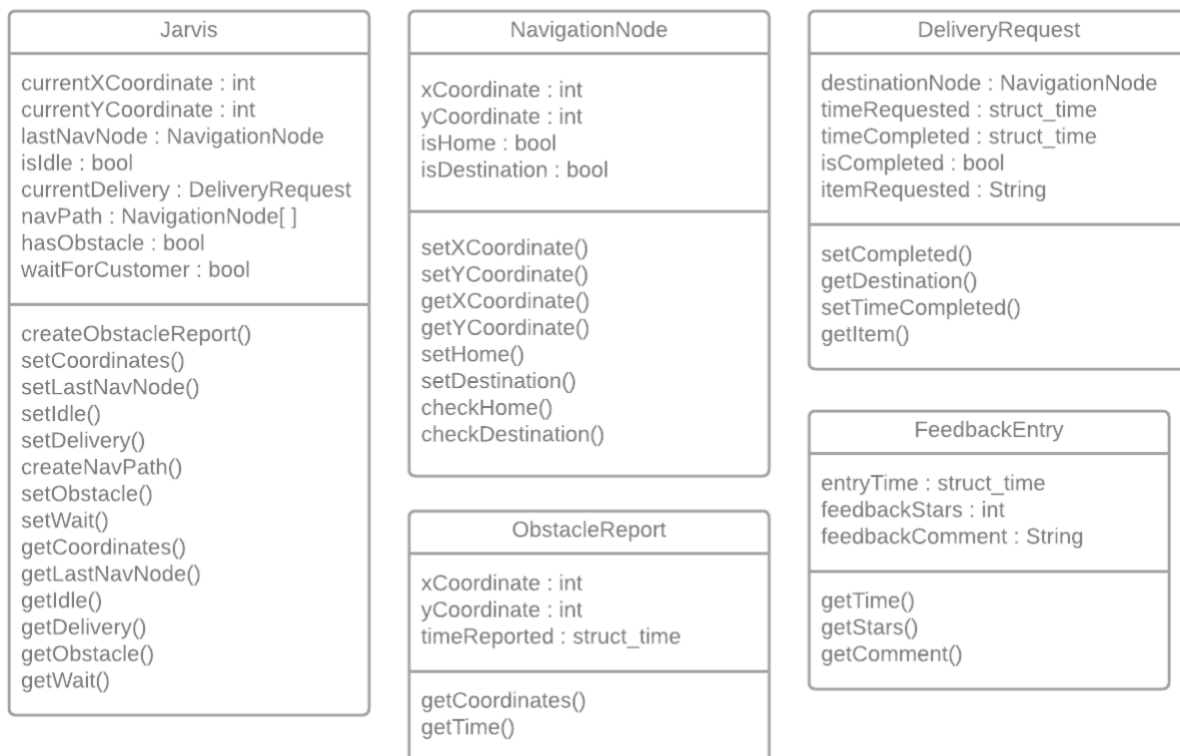 Jarvis
currentXCoordinate : int
currentYCoordinate : int
lastNavNode : NavigationNode
isIdle : bool
currentDelivery : DeliveryRequest
navPath : NavigationNode[ ]
hasObstacle : bool
waitForCustomer : bool
createObstacleReport()
setCoordinates()
setLastNavNode()
setIdle()
setDelivery()
createNavPath()
setObstacle()
setWait()
getCoordinates()
getLastNavNode()
getIdle()
getDelivery()
getObstacle()
getWait()
NavigationNode
xCoordinate : int
yCoordinate : int
isHome : bool
isDestination : bool
setXCoordinate()
setYCoordinate()
getXCoordinate()
getYCoordinate()
setHome()
setDestination()
checkHome()
checkDestination()
ObstacleReport
xCoordinate : int
yCoordinate : int
timeReported : struct_time
getCoordinates()
getTime()
DeliveryRequest
destinationNode : NavigationNode
timeRequested : struct_time
timeCompleted : struct_time
isCompleted : bool
itemRequested : String
setCompleted()
getDestination()
setTimeCompleted()
getItem()
FeedbackEntry
entryTime : struct_time
feedbackStars : int
feedbackComment : String
getTime()
getStars()
getComment()